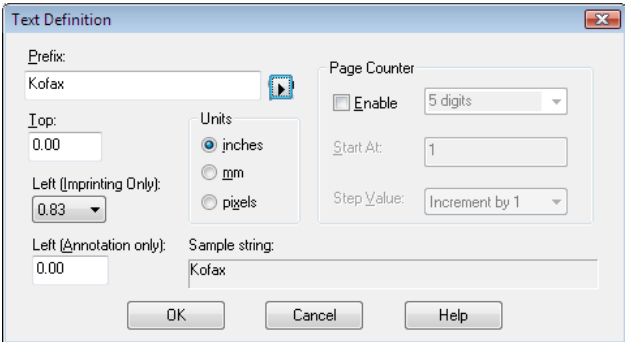 Text Definition
Prefix:
Kofax
Page Counter
Enable
5 digits
Top:
0.00
Units
inches
mm
pixels
Start At:
1
Left (Imprinting Only):
0.83
Step Value:
Increment by 1
Left (Annotation only):
0.00
Sample string:
Kofax
OK
Cancel
Help